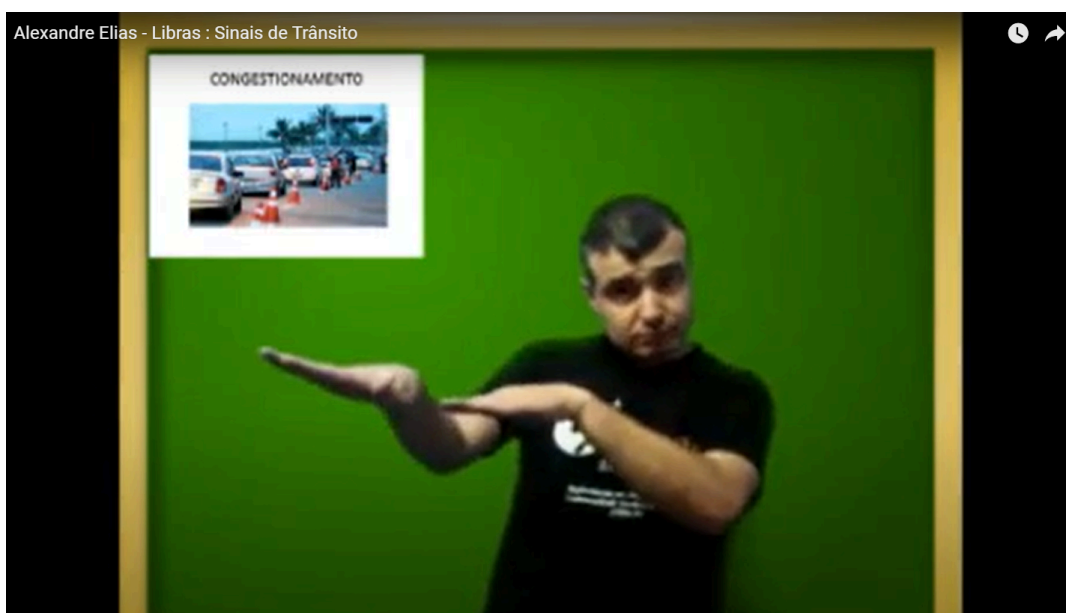 Alexandre Elias - Libras : Sinais de Trânsito
CONGESTIONAMENTO